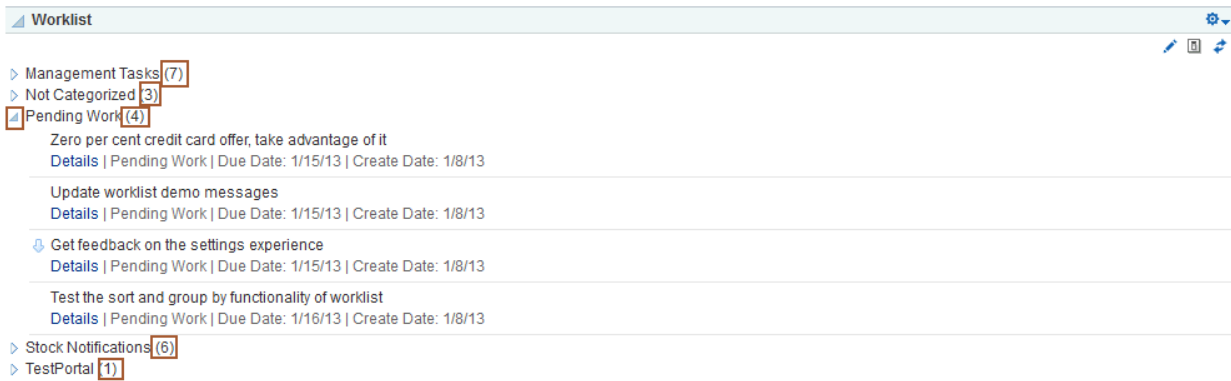 Worklist
Management Tasks (7)
Not Categorized (3)
Pending Work (4)
Zero per cent credit card offer, take advantage of it
Details | Pending Work | Due Date: 1/15/13 | Create Date: 1/8/13
Update worklist demo messages
Details | Pending Work | Due Date: 1/15/13 | Create Date: 1/8/13
Get feedback on the settings experience
Details | Pending Work | Due Date: 1/15/13 | Create Date: 1/8/13
Test the sort and group by functionality of worklist
Details | Pending Work | Due Date: 1/16/13 | Create Date: 1/8/13
Stock Notifications (6)
TestPortal (1)